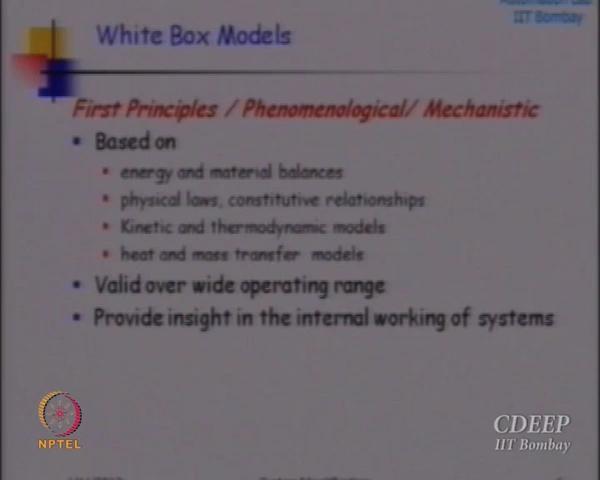 Automation Lab
IIT Bombay
White Box Models
First Principles / Phenomenological/ Mechanistic
Based on
energy and material balances
physical laws, constitutive relationships
Kinetic and thermodynamic models
heat and mass transfer models
Valid over wide operating range
Provide insight in the internal working of systems
NPTEL
CDEEP
IIT Bombay